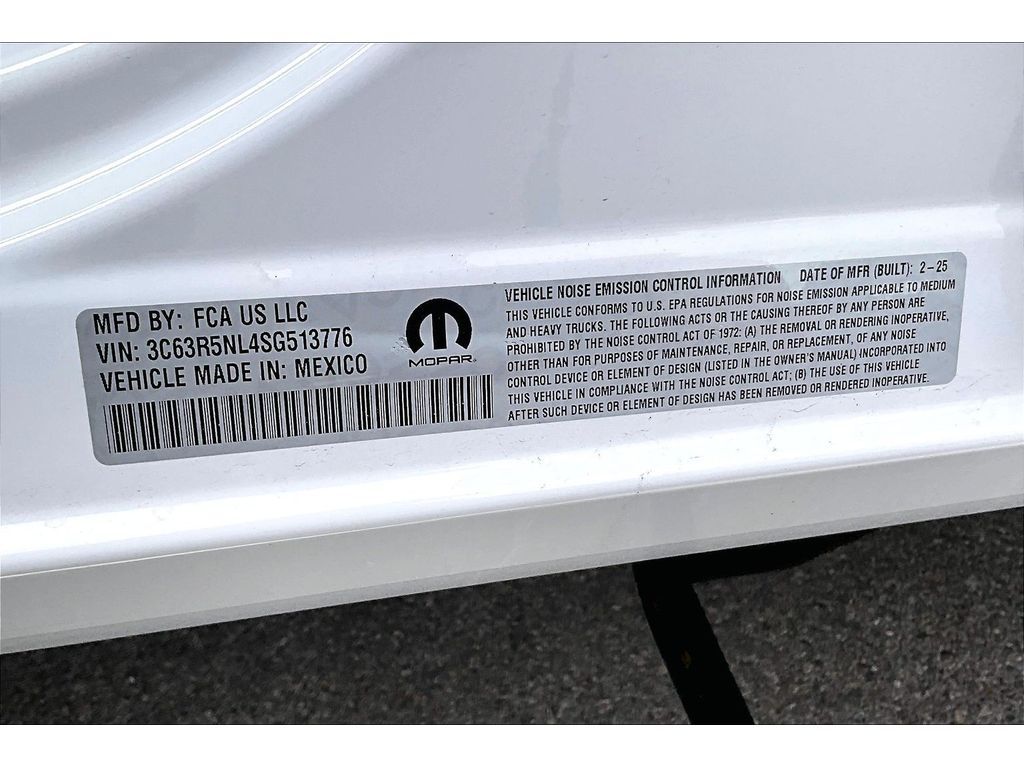 MFD BY: FCA US LLC
VIN: 3C63R5NL4SG513776
VEHICLE MADE IN: MEXICO
MOPAR
VEHICLE NOISE EMISSION CONTROL INFORMATION DATE OF MFR (BUILT): 2-25
THIS VEHICLE CONFORMS TO U.S. EPA REGULATIONS FOR NOISE EMISSION APPLICABLE TO MEDIUM
AND HEAVY TRUCKS. THE FOLLOWING ACTS OR THE CAUSING THEREOF BY ANY PERSON ARE
PROHIBITED BY THE NOISE CONTROL ACT OF 1972: (A) THE REMOVAL OR RENDERING INOPERATIVE,
OTHER THAN FOR PURPOSES OF MAINTENANCE, REPAIR, OR REPLACEMENT, OF ANY NOISE
CONTROL DEVICE OR ELEMENT OF DESIGN (LISTED IN THE OWNER'S MANUAL) INCORPORATED INTO
THIS VEHICLE IN COMPLIANCE WITH THE NOISE CONTROL ACT; (B) THE USE OF THIS VEHICLE
AFTER SUCH DEVICE OR ELEMENT OF DESIGN HAS BEEN REMOVED OR RENDERED INOPERATIVE.